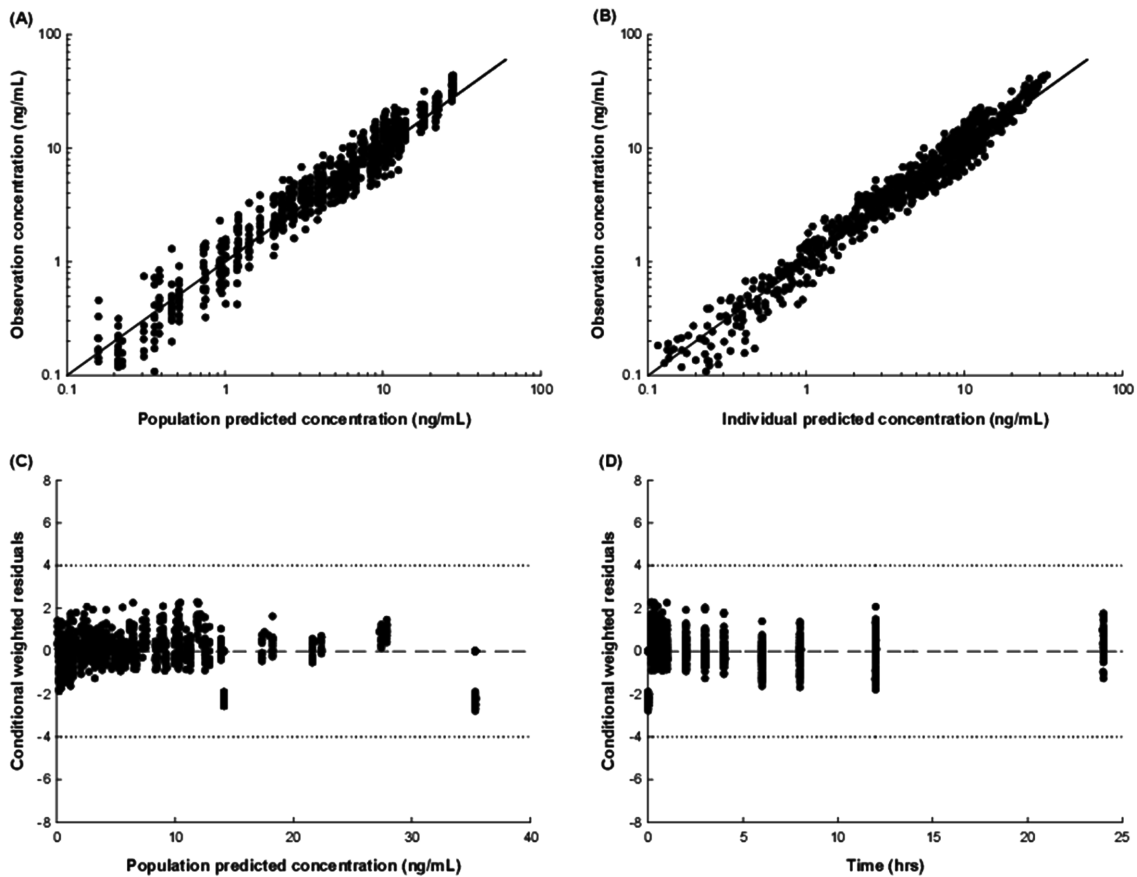 (A)
100
10
1
0.1
Observation concentration (ng/mL)
0.1 1 10 100
Population predicted concentration (ng/mL)
(B)
100
10
1
0.1
Observation concentration (ng/mL)
0.1 1 10 100
Individual predicted concentration (ng/mL)
(C)
8
6
4
2
0
-2
-4
-6
-8
Conditional weighted residuals
0 10 20 30 40
Population predicted concentration (ng/mL)
(D)
8
6
4
2
0
-2
-4
-6
-8
Conditional weighted residuals
0 5 10 15 20 25
Time (hrs)